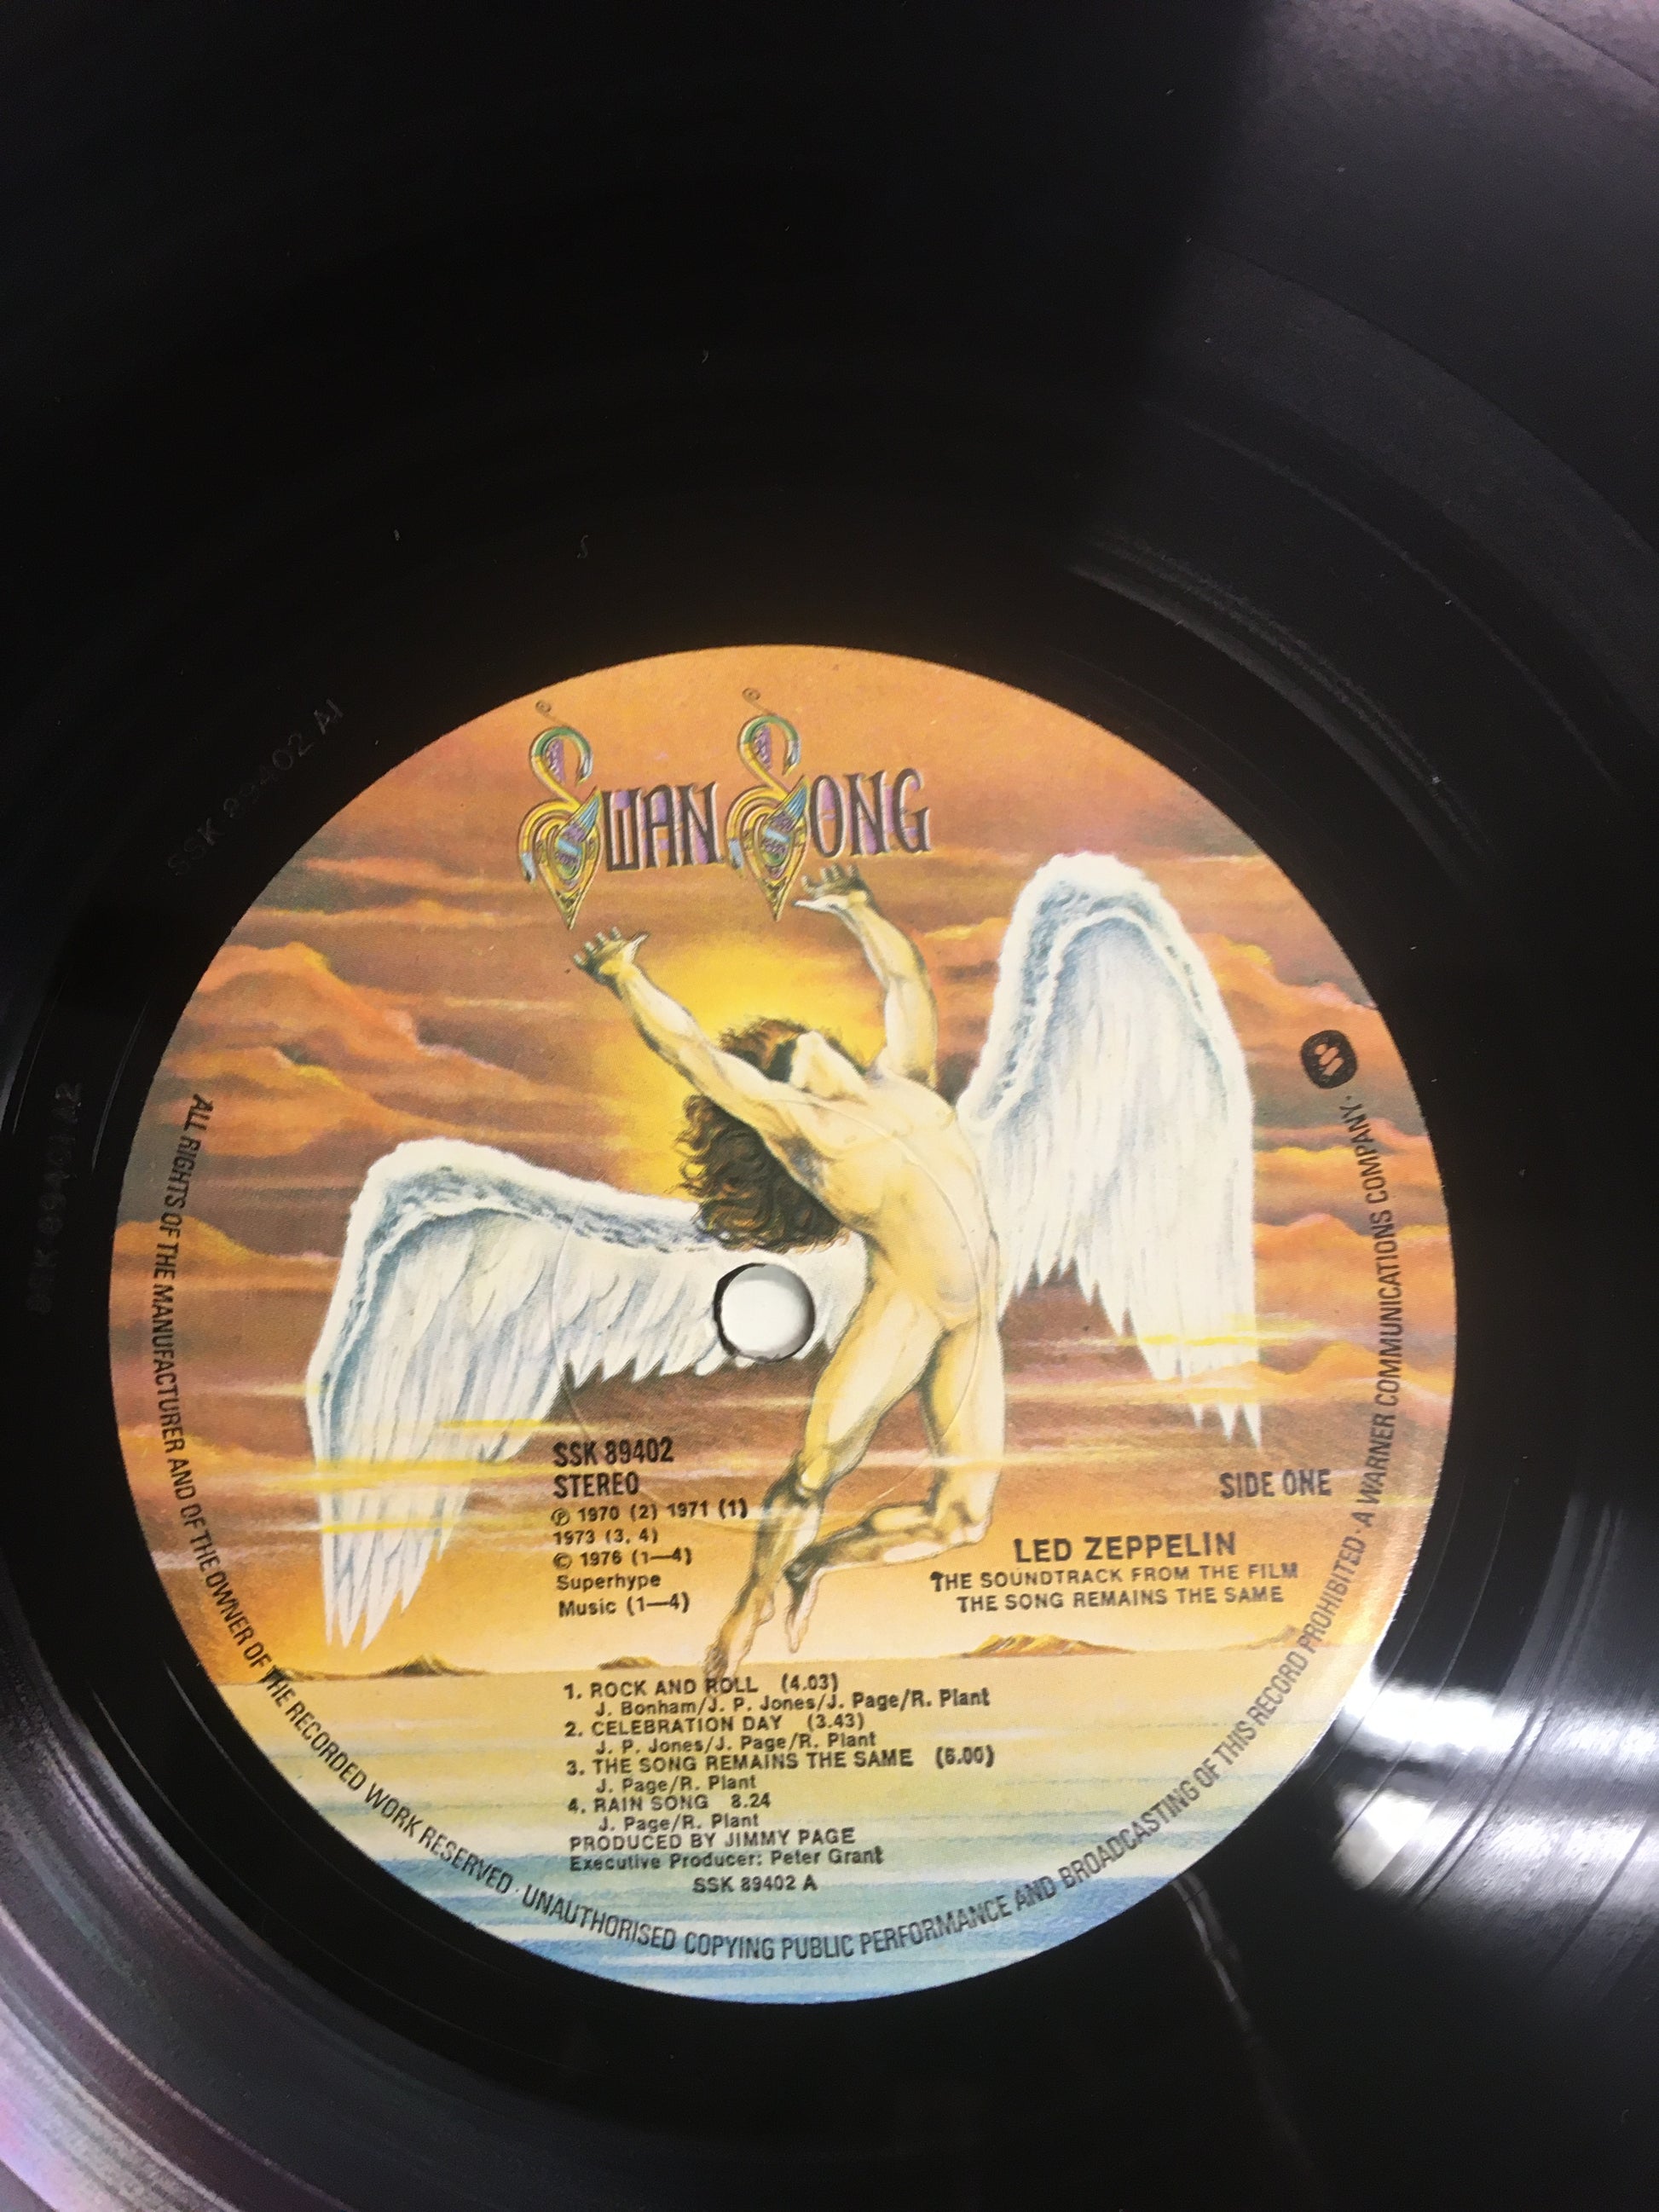 SWAN SONG
SSK 89402
STEREO
℗ 1970 (2) 1971 (1)
1973 (3, 4)
© 1976 (1—4)
Superhype
Music (1—4)
SIDE ONE
LED ZEPPELIN
THE SOUNDTRACK FROM THE FILM
THE SONG REMAINS THE SAME
1. ROCK AND ROLL (4.03)
J. Bonham/J. P. Jones/J. Page/R. Plant
2. CELEBRATION DAY (3.43)
J. P. Jones/J. Page/R. Plant
3. THE SONG REMAINS THE SAME (6.00)
J. Page/R. Plant
4. RAIN SONG 8.24
J. Page/R. Plant
PRODUCED BY JIMMY PAGE
Executive Producer: Peter Grant
SSK 89402 A
ALL RIGHTS OF THE MANUFACTURER AND OF THE OWNER OF THE RECORDED WORK RESERVED · UNAUTHORISED COPYING PUBLIC PERFORMANCE AND BROADCASTING OF THIS RECORD PROHIBITED · A WARNER COMMUNICATIONS COMPANY.
SSK 89402 A1